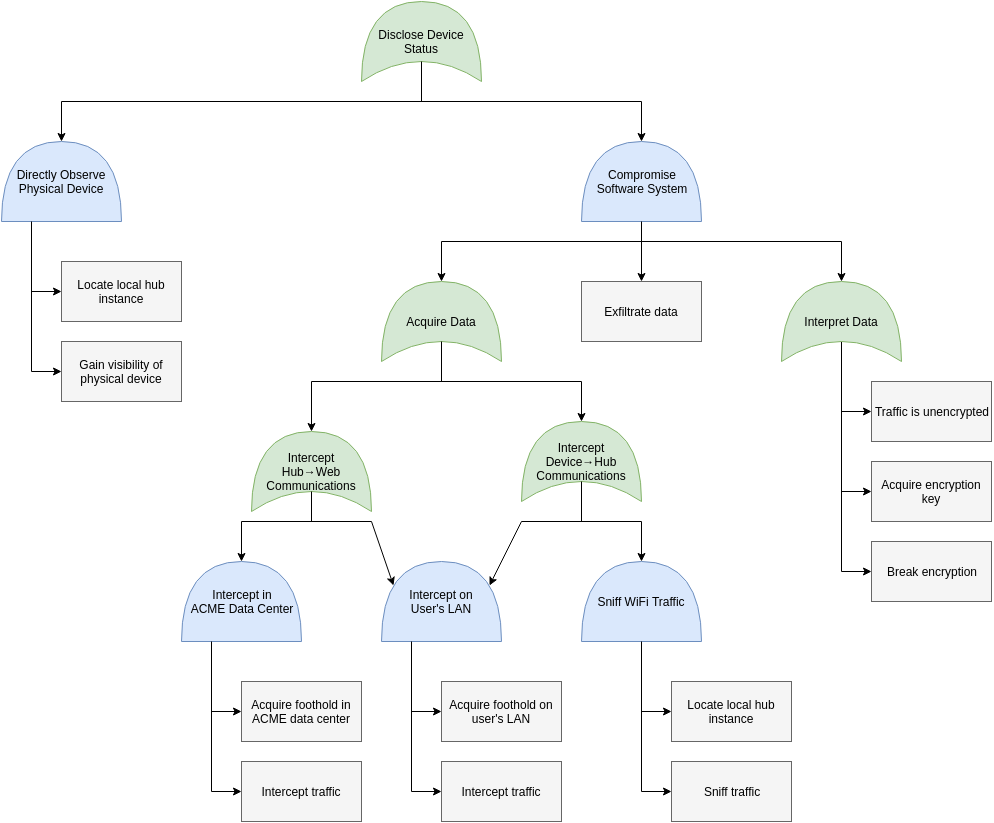 Disclose Device
Status
Directly Observe
Physical Device
Compromise
Software System
Locate local hub
instance
Gain visibility of
physical device
Acquire Data
Exfiltrate data
Interpret Data
Traffic is unencrypted
Acquire encryption
key
Break encryption
Intercept
Hub→Web
Communications
Intercept
Device→Hub
Communications
Intercept in
ACME Data Center
Intercept on
User's LAN
Sniff WiFi Traffic
Acquire foothold in
ACME data center
Intercept traffic
Acquire foothold on
user's LAN
Intercept traffic
Locate local hub
instance
Sniff traffic